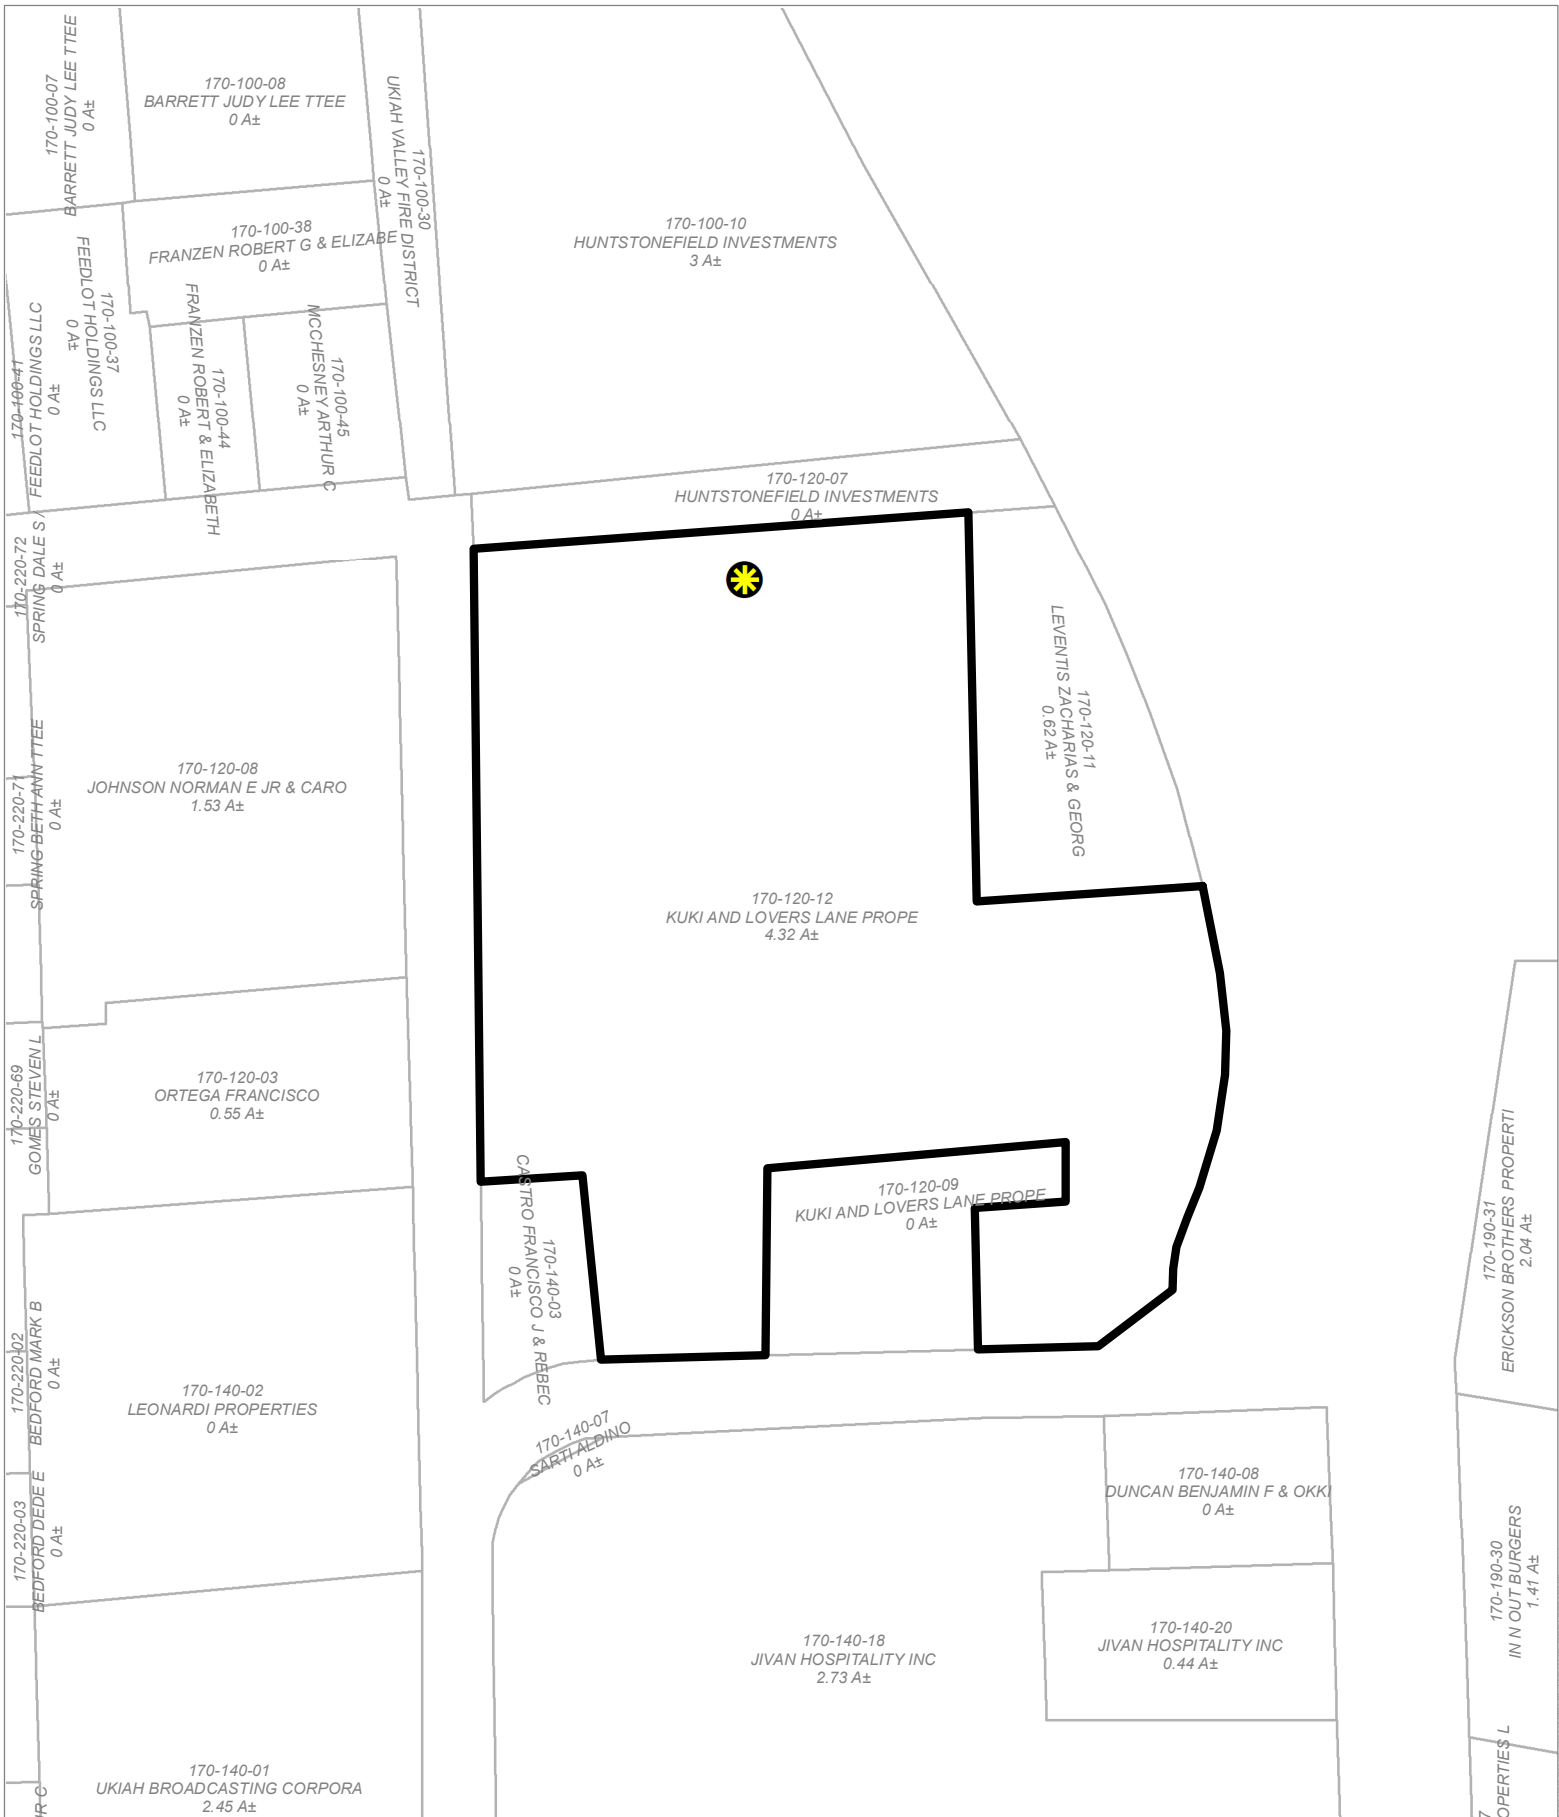 170-100-07
BARRETT JUDY LEE TTEE
0 A±
170-100-08
BARRETT JUDY LEE TTEE
0 A±
170-100-30
UKIAH VALLEY FIRE DISTRICT
0 A±
170-100-38
FRANZEN ROBERT G & ELIZABE
0 A±
170-100-10
HUNTSTONEFIELD INVESTMENTS
3 A±
170-100-41
FEEDLOT HOLDINGS LLC
0 A±
170-100-37
FEEDLOT HOLDINGS LLC
0 A±
170-100-44
FRANZEN ROBERT & ELIZABETH
0 A±
170-100-45
MCCHESNEY ARTHUR C
0 A±
170-120-07
HUNTSTONEFIELD INVESTMENTS
0 A±
170-220-72
SPRING DALE S /
0 A±
170-120-11
LEVENTIS ZACHARIAS & GEORG
0.62 A±
170-120-08
JOHNSON NORMAN E JR & CARO
1.53 A±
170-220-71
SPRING BETH ANN TTEE
0 A±
170-120-12
KUKI AND LOVERS LANE PROPE
4.32 A±
170-220-69
GOMES STEVEN L
0 A±
170-120-03
ORTEGA FRANCISCO
0.55 A±
170-120-09
KUKI AND LOVERS LANE PROPE
0 A±
170-140-03
CASTRO FRANCISCO J & REBEC
0 A±
170-190-31
ERICKSON BROTHERS PROPERTI
2.04 A±
170-220-02
BEDFORD MARK B
0 A±
170-140-02
LEONARDI PROPERTIES
0 A±
170-140-07
SARTI ALDINO
0 A±
170-140-08
DUNCAN BENJAMIN F & OKKI
0 A±
170-220-03
BEDFORD DEDE E
0 A±
170-190-30
IN N OUT BURGERS
1.41 A±
170-140-18
JIVAN HOSPITALITY INC
2.73 A±
170-140-20
JIVAN HOSPITALITY INC
0.44 A±
170-140-01
UKIAH BROADCASTING CORPORA
2.45 A±
UR C
7
OPERTIES L